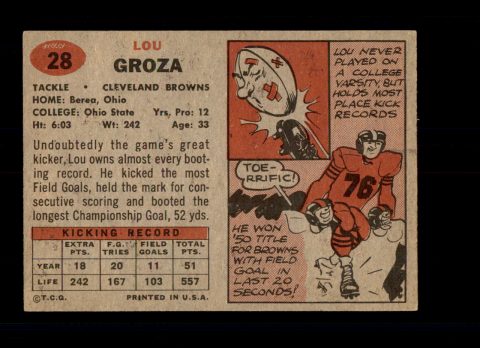 28
LOU
GROZA
TACKLE • CLEVELAND BROWNS
HOME: Berea, Ohio
COLLEGE: Ohio State Yrs. Pro: 12
Ht: 6:03 Wt: 242 Age: 33
Undoubtedly the game's great
kicker, Lou owns almost every boot-
ing record. He kicked the most
Field Goals, held the mark for con-
secutive scoring and booted the
longest Championship Goal, 52 yds.
KICKING RECORD
EXTRA PTS. F.G. TRIES FIELD GOALS TOTAL PTS.
YEAR 18 20 11 51
LIFE 242 167 103 557
©T.C.G. PRINTED IN U.S.A.
LOU NEVER
PLAYED ON
A COLLEGE
VARSITY, BUT
HOLDS MOST
PLACE KICK
RECORDS
TOE-
RRIFIC!
76
HE WON
'50 TITLE FOR
BROWNS WITH
WITH FIELD
GOAL IN
LAST 20
SECONDS!